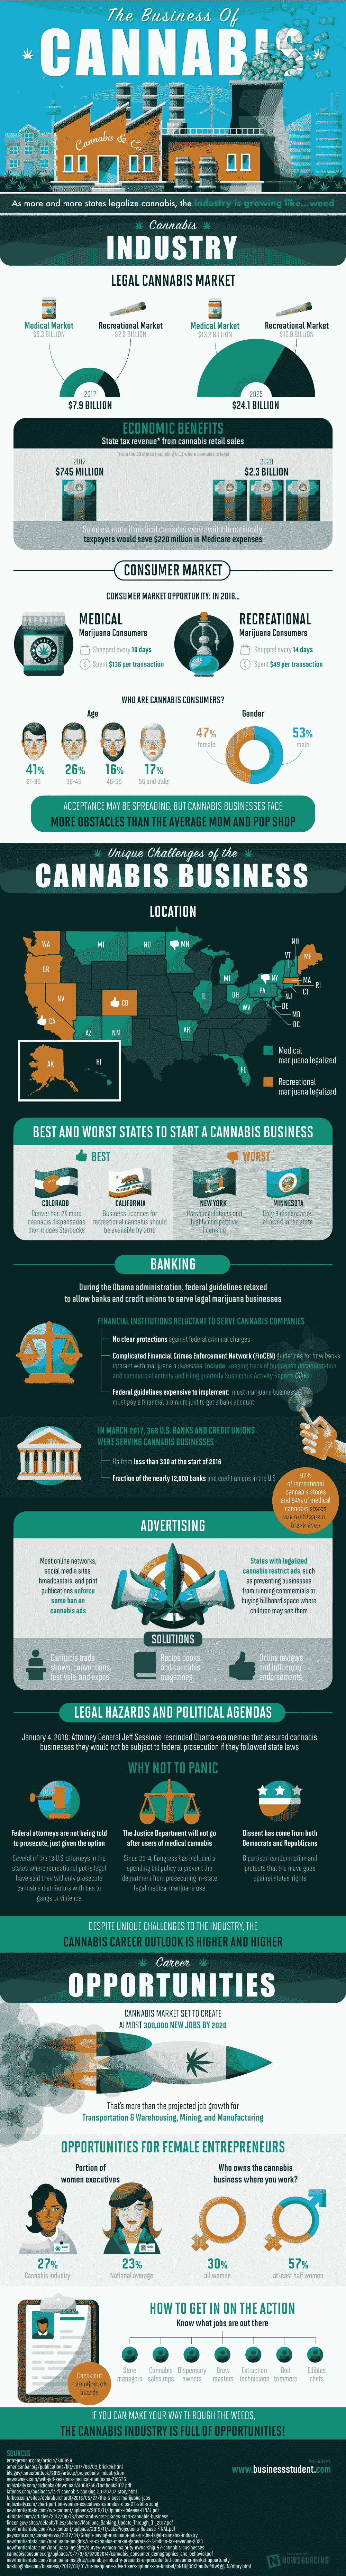 The Business Of
CANNABIS
Cannabis & Co
As more and more states legalize cannabis, the industry is growing like...weed
Cannabis
INDUSTRY
LEGAL CANNABIS MARKET
Medical Market
$5.3 BILLION
Recreational Market
$2.6 BILLION
2017
$7.9 BILLION
Medical Market
$13.2 BILLION
Recreational Market
$10.9 BILLION
2025
$24.1 BILLION
ECONOMIC BENEFITS
State tax revenue* from cannabis retail sales
2017
$745 MILLION
2020
$2.3 BILLION
Some estimate if medical cannabis were available nationally,
taxpayers would save $220 million in Medicare expenses
CONSUMER MARKET
CONSUMER MARKET OPPORTUNITY: IN 2016...
MEDICAL
Marijuana Consumers
Shopped every 10 days
Spent $136 per transaction
RECREATIONAL
Marijuana Consumers
Shopped every 14 days
Spent $49 per transaction
WHO ARE CANNABIS CONSUMERS?
Age
41%
21-35
26%
36-45
16%
46-55
17%
56 and older
Gender
47%
female
53%
male
ACCEPTANCE MAY BE SPREADING, BUT CANNABIS BUSINESSES FACE
MORE OBSTACLES THAN THE AVERAGE MOM AND POP SHOP
Unique Challenges of the
CANNABIS BUSINESS
LOCATION
WA
MT
ND
MN
NH
VT
ME
OR
MI
NY
MA
RI
CT
NV
CO
IL
OH
PA
NJ
DE
WV
MD
DC
CA
AZ
NM
AR
FL
AK
HI
Medical
marijuana legalized
Recreational
marijuana legalized
BEST AND WORST STATES TO START A CANNABIS BUSINESS
BEST
WORST
COLORADO
Denver has 2X more
cannabis dispensaries
than it does Starbucks
CALIFORNIA
Business licences for
recreational cannabis should
be available by 2018
NEW YORK
Harsh regulations and
highly competitive
licensing
MINNESOTA
Only 8 dispensaries
allowed in the state
BANKING
During the Obama administration, federal guidelines relaxed
to allow banks and credit unions to serve legal marijuana businesses
FINANCIAL INSTITUTIONS RELUCTANT TO SERVE CANNABIS COMPANIES
No clear protections against federal criminal charges
Complicated Financial Crimes Enforcement Network (FinCEN) guidelines for how banks
interact with marijuana businesses. Include: keeping track of business's documentation
and commercial activity and filing quarterly Suspicious Activity Reports (SARs)
Federal guidelines expensive to implement: most marijuana businesses
must pay a financial premium just to get a bank account
IN MARCH 2017, 368 U.S. BANKS AND CREDIT UNIONS
WERE SERVING CANNABIS BUSINESSES
Up from less than 300 at the start of 2016
Fraction of the nearly 12,000 banks and credit unions in the U.S
of recreational
cannabis stores
and 94% of medical
cannabis stores
are profitable or
break even
ADVERTISING
Most online networks,
social media sites,
broadcasters, and print
publications enforce
some ban on
cannabis ads
States with legalized
cannabis restrict ads, such
as preventing businesses
from running commercials or
buying billboard space where
children may see them
SOLUTIONS
Cannabis trade
shows, conventions,
festivals, and expos
Recipe books
and cannabis
magazines
Online reviews
and influencer
endorsements
LEGAL HAZARDS AND POLITICAL AGENDAS
January 4, 2018: Attorney General Jeff Sessions rescinded Obama-era memos that assured cannabis
businesses they would not be subject to federal prosecution if they followed state laws
WHY NOT TO PANIC
Federal attorneys are not being told
to prosecute, just given the option
Several of the 13 U.S. attorneys in the
states where recreational pot is legal
have said they will only prosecute
cannabis distributors with ties to
gangs or violence
The Justice Department will not go
after users of medical cannabis
Since 2014, Congress has included a
spending bill policy to prevent the
department from prosecuting in-state
legal medical marijuana use
Dissent has come from both
Democrats and Republicans
Bipartisan condemnation and
protests that the move goes
against states' rights
DESPITE UNIQUE CHALLENGES TO THE INDUSTRY, THE
CANNABIS CAREER OUTLOOK IS HIGHER AND HIGHER
Career
OPPORTUNITIES
CANNABIS MARKET SET TO CREATE
ALMOST 300,000 NEW JOBS BY 2020
That's more than the projected job growth for
Transportation & Warehousing, Mining, and Manufacturing
OPPORTUNITIES FOR FEMALE ENTREPRENEURS
Portion of
women executives
27%
Cannabis industry
23%
National average
Who owns the cannabis
business where you work?
30%
all women
57%
at least half women
HOW TO GET IN ON THE ACTION
Know what jobs are out there
Check out
cannabis job
boards
Store
managers
Cannabis
sales reps
Dispensary
owners
Grow
masters
Extraction
technicians
Bud
trimmers
Edibles
chefs
IF YOU CAN MAKE YOUR WAY THROUGH THE WEEDS,
THE CANNABIS INDUSTRY IS FULL OF OPPORTUNITIES!
SOURCES
www.businessstudent.com
NOWSOURCING